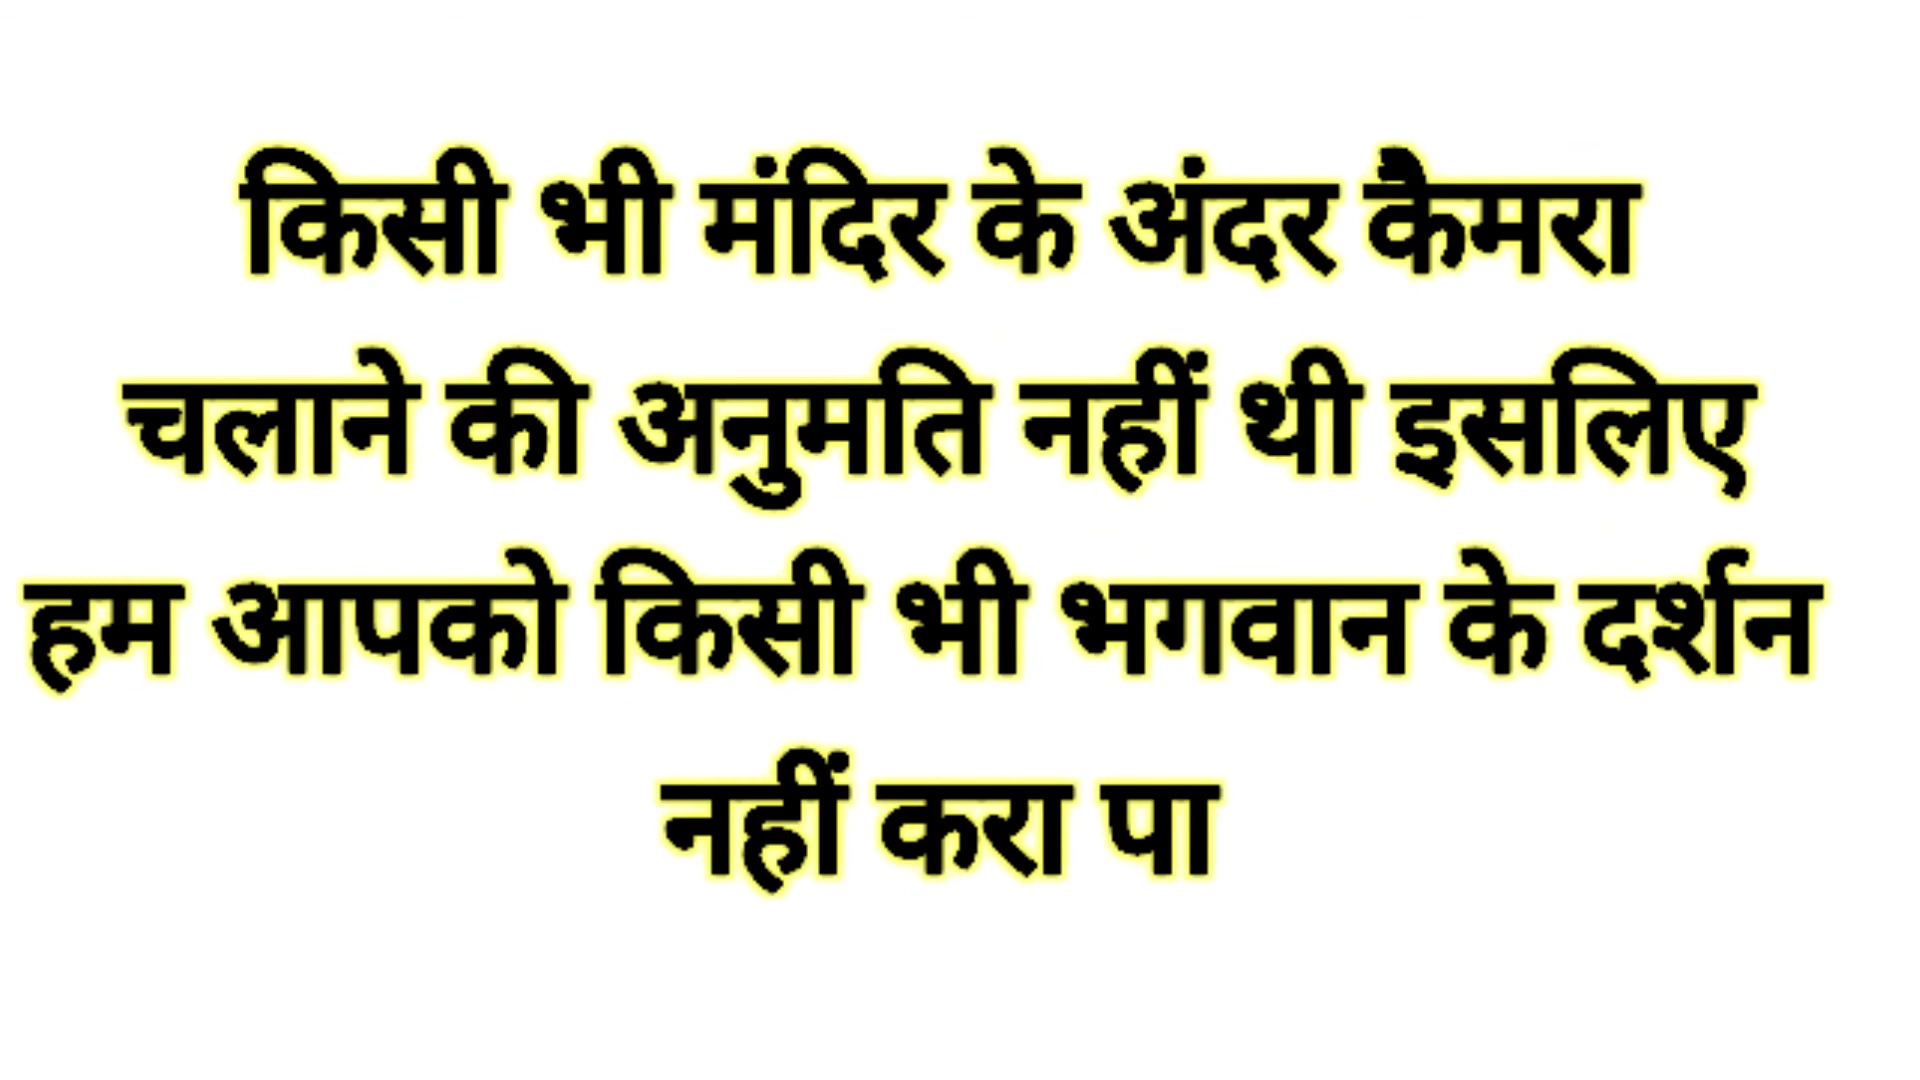 किसी भी मंदिर के अंदर कैमरा
चलाने की अनुमति नहीं थी इसलिए
हम आपको किसी भी भगवान के दर्शन
नहीं करा पा